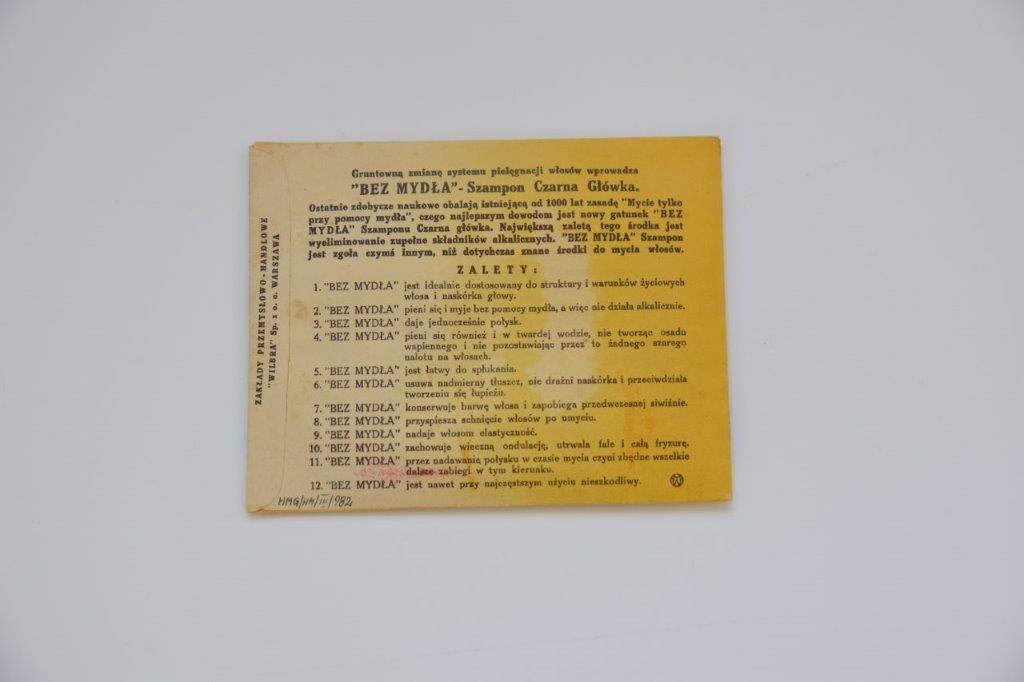 Gruntowną zmianę systemu pielęgnacji włosów wprowadza
"BEZ MYDŁA" - Szampon Czarna Główka.
Ostatnie zdobycze naukowe obalają istniejącą od 1000 lat zasadę "Mycie tylko
przy pomocy mydła", czego najlepszym dowodem jest nowy gatunek "BEZ
MYDŁA" Szamponu Czarna główka. Największą zaletą tego środka jest
wyeliminowanie zupełne składników alkalicznych. "BEZ MYDŁA" Szampon
jest zgoła czymś innym, niż dotychczas znane środki do mycia włosów.
ZALETY:
1. "BEZ MYDŁA" jest idealnie dostosowany do struktury i warunków życiowych
włosa i naskórka głowy.
2. "BEZ MYDŁA" pieni się i myje bez pomocy mydła, a więc nie działa alkalicznie.
3. "BEZ MYDŁA" daje jednocześnie połysk.
4. "BEZ MYDŁA" pieni się również i w twardej wodzie, nie tworząc osadu
wapiennego i nie pozostawiając przez to żadnego szarego
nalotu na włosach.
5. "BEZ MYDŁA" jest łatwy do spłukania.
6. "BEZ MYDŁA" usuwa nadmierny tłuszcz, nie drażni naskórka i przeciwdziała
tworzeniu się łupieżu.
7. "BEZ MYDŁA" konserwuje barwę włosa i zapobiega przedwczesnej siwiźnie.
8. "BEZ MYDŁA" przyspiesza schnięcie włosów po umyciu.
9. "BEZ MYDŁA" nadaje włosom elastyczność.
10. "BEZ MYDŁA" zachowuje wieczną ondulację, utrwala fale i całą fryzurę.
11. "BEZ MYDŁA" przez nadawanie połysku w czasie mycia czyni zbędne wszelkie
dalsze zabiegi w tym kierunku.
12. "BEZ MYDŁA" jest nawet przy najczęstszym użyciu nieszkodliwy.
ZAKŁADY PRZEMYSŁOWO-HANDLOWE
"WILBRA" Sp. z o. o. WARSZAWA
MMG/HM/III/982